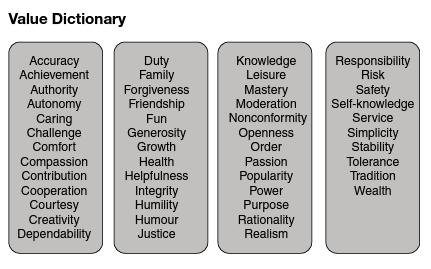 Value Dictionary
Accuracy
Achievement
Authority
Autonomy
Caring
Challenge
Comfort
Compassion
Contribution
Cooperation
Courtesy
Creativity
Dependability
Duty
Family
Forgiveness
Friendship
Fun
Generosity
Growth
Health
Helpfulness
Integrity
Humility
Humour
Justice
Knowledge
Leisure
Mastery
Moderation
Nonconformity
Openness
Order
Passion
Popularity
Power
Purpose
Rationality
Realism
Responsibility
Risk
Safety
Self-knowledge
Service
Simplicity
Stability
Tolerance
Tradition
Wealth